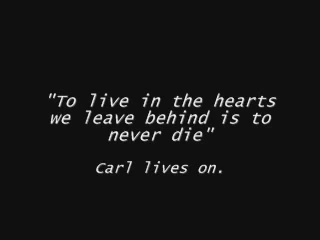 "To live in the hearts
we leave behind is to
never die"
Carl lives on.